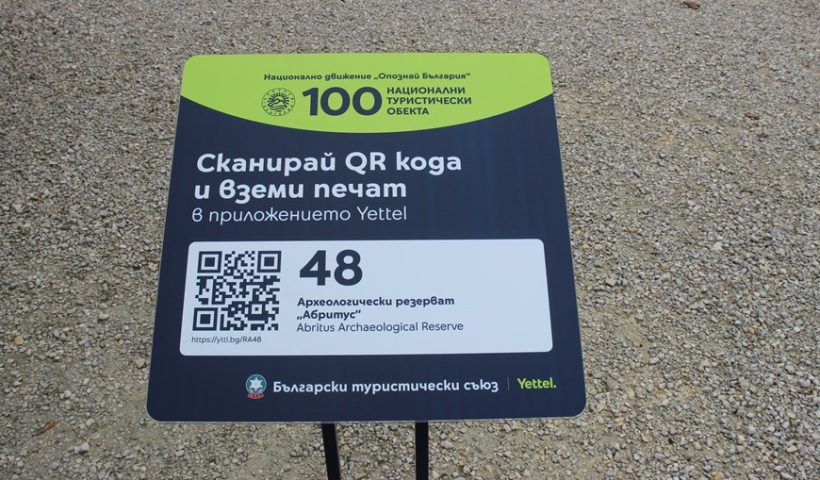 Национално движение „Опознай България“
100 НАЦИОНАЛНИ
ТУРИСТИЧЕСКИ
ОБЕКТА
Сканирай QR кода
и вземи печат
в приложението Yettel
48
Археологически резерват
„Абритус“
Abritus Archaeological Reserve
https://yttl.bg/RA48
Български туристически съюз | Yettel.